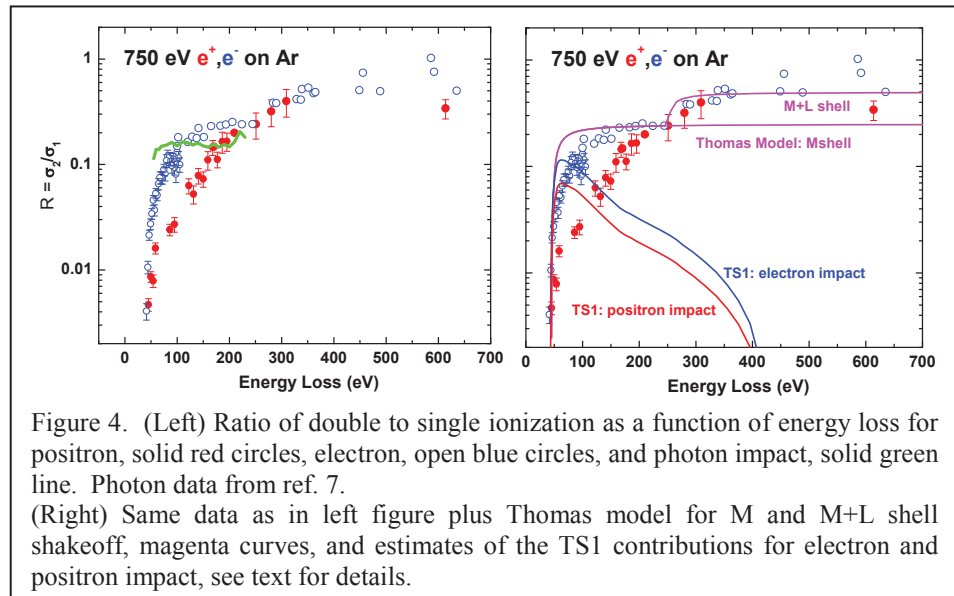 750 eV e⁺,e⁻ on Ar
R = σ₂/σ₁
1
0.1
0.01
0 100 200 300 400 500 600 700
Energy Loss (eV)
750 eV e⁺,e⁻ on Ar
M+L shell
Thomas Model: Mshell
TS1: electron impact
TS1: positron impact
0 100 200 300 400 500 600 700
Energy Loss (eV)
Figure 4. (Left) Ratio of double to single ionization as a function of energy loss for
positron, solid red circles, electron, open blue circles, and photon impact, solid green
line. Photon data from ref. 7.
(Right) Same data as in left figure plus Thomas model for M and M+L shell
shakeoff, magenta curves, and estimates of the TS1 contributions for electron and
positron impact, see text for details.